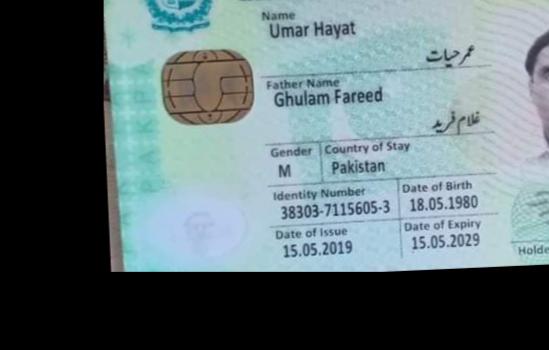 Name
Umar Hayat
عمر حیات
Father Name
Ghulam Fareed
غلام فرید
Gender Country of Stay
M Pakistan
Identity Number Date of Birth
38303-7115605-3 18.05.1980
Date of Issue Date of Expiry
15.05.2019 15.05.2029
Holde